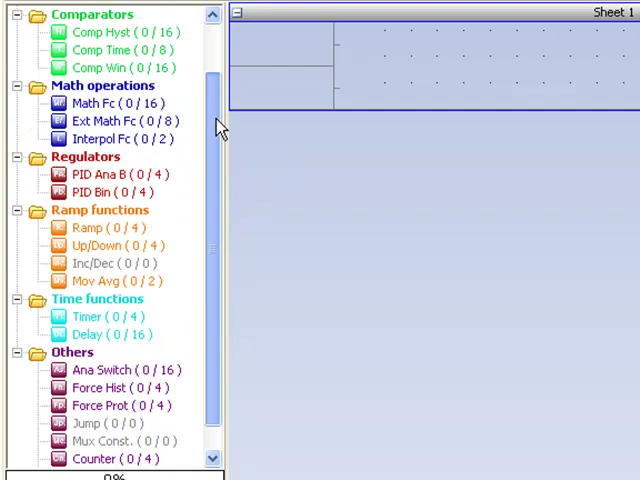 Comparators
Comp Hyst ( 0 / 16 )
Comp Time ( 0 / 8 )
Comp Win ( 0 / 16 )
Math operations
Math Fc ( 0 / 16 )
Ext Math Fc ( 0 / 8 )
Interpol Fc ( 0 / 2 )
Regulators
PID Ana B ( 0 / 4 )
PID Bin ( 0 / 4 )
Ramp functions
Ramp ( 0 / 4 )
Up/Down ( 0 / 4 )
Inc/Dec ( 0 / 0 )
Mov Avg ( 0 / 2 )
Time functions
Timer ( 0 / 4 )
Delay ( 0 / 16 )
Others
Ana Switch ( 0 / 16 )
Force Hist ( 0 / 4 )
Force Prot ( 0 / 4 )
Jump ( 0 / 0 )
Mux Const. ( 0 / 0 )
Counter ( 0 / 4 )
0%
Sheet 1